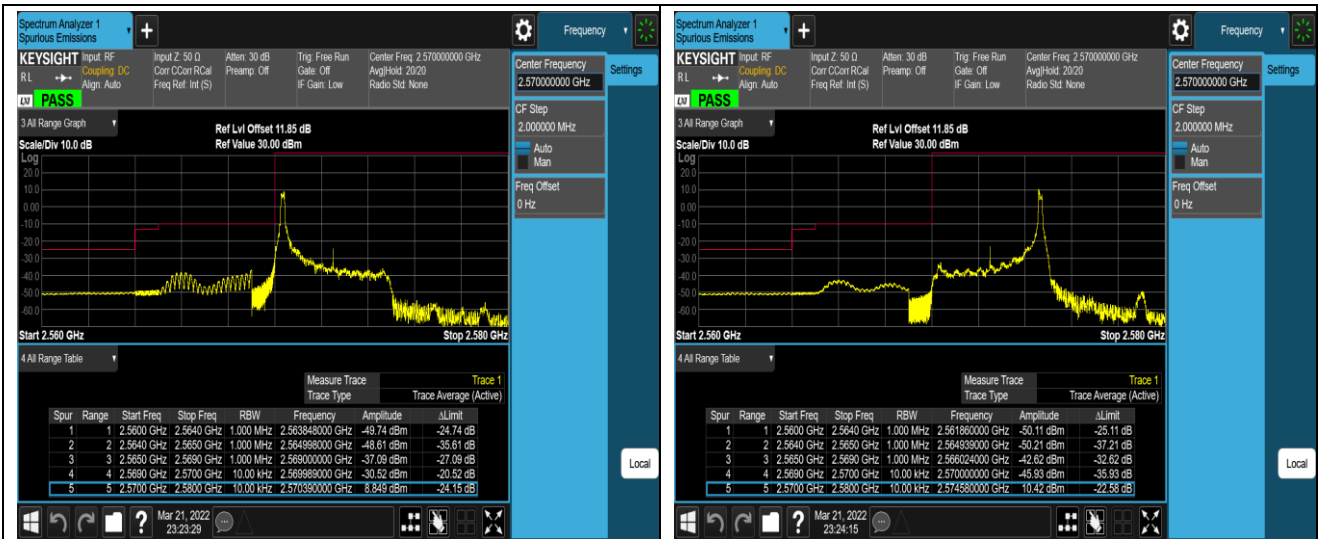 Spectrum Analyzer 1
Spurious Emissions
Frequency
KEYSIGHT Input: RF Input Z: 50 Ω Atten: 30 dB Trig: Free Run Center Freq: 2.570000000 GHz
Coupling: DC Corr CCorr RCal Preamp: Off Gate: Off Avg|Hold: 20/20
R L Align: Auto Freq Ref: Int (S) IF Gain: Low Radio Std: None
LXI PASS
Center Frequency
2.570000000 GHz
Settings
CF Step
2.000000 MHz
Auto
Man
Freq Offset
0 Hz
3 All Range Graph
Ref Lvl Offset 11.85 dB
Scale/Div 10.0 dB Ref Value 30.00 dBm
Log
20.0
10.0
0.00
-10.0
-20.0
-30.0
-40.0
-50.0
-60.0
Start 2.560 GHz Stop 2.580 GHz
4 All Range Table
Measure Trace Trace 1
Trace Type Trace Average (Active)
Spur Range Start Freq Stop Freq RBW Frequency Amplitude ΔLimit
1 1 2.5600 GHz 2.5640 GHz 1.000 MHz 2.563848000 GHz -49.74 dBm -24.74 dB
2 2 2.5640 GHz 2.5650 GHz 1.000 MHz 2.564998000 GHz -48.61 dBm -35.61 dB
3 3 2.5650 GHz 2.5690 GHz 1.000 MHz 2.569000000 GHz -37.09 dBm -27.09 dB
4 4 2.5690 GHz 2.5700 GHz 10.00 kHz 2.569989000 GHz -30.52 dBm -20.52 dB
5 5 2.5700 GHz 2.5800 GHz 10.00 kHz 2.570390000 GHz 8.849 dBm -24.15 dB
Local
Mar 21, 2022
23:23:29
Spectrum Analyzer 1
Spurious Emissions
Frequency
KEYSIGHT Input: RF Input Z: 50 Ω Atten: 30 dB Trig: Free Run Center Freq: 2.570000000 GHz
Coupling: DC Corr CCorr RCal Preamp: Off Gate: Off Avg|Hold: 20/20
R L Align: Auto Freq Ref: Int (S) IF Gain: Low Radio Std: None
LXI PASS
Center Frequency
2.570000000 GHz
Settings
CF Step
2.000000 MHz
Auto
Man
Freq Offset
0 Hz
3 All Range Graph
Ref Lvl Offset 11.85 dB
Scale/Div 10.0 dB Ref Value 30.00 dBm
Log
20.0
10.0
0.00
-10.0
-20.0
-30.0
-40.0
-50.0
-60.0
Start 2.560 GHz Stop 2.580 GHz
4 All Range Table
Measure Trace Trace 1
Trace Type Trace Average (Active)
Spur Range Start Freq Stop Freq RBW Frequency Amplitude ΔLimit
1 1 2.5600 GHz 2.5640 GHz 1.000 MHz 2.561860000 GHz -50.11 dBm -25.11 dB
2 2 2.5640 GHz 2.5650 GHz 1.000 MHz 2.564939000 GHz -50.21 dBm -37.21 dB
3 3 2.5650 GHz 2.5690 GHz 1.000 MHz 2.566024000 GHz -42.62 dBm -32.62 dB
4 4 2.5690 GHz 2.5700 GHz 10.00 kHz 2.570000000 GHz -45.93 dBm -35.93 dB
5 5 2.5700 GHz 2.5800 GHz 10.00 kHz 2.574580000 GHz 10.42 dBm -22.58 dB
Local
Mar 21, 2022
23:24:15